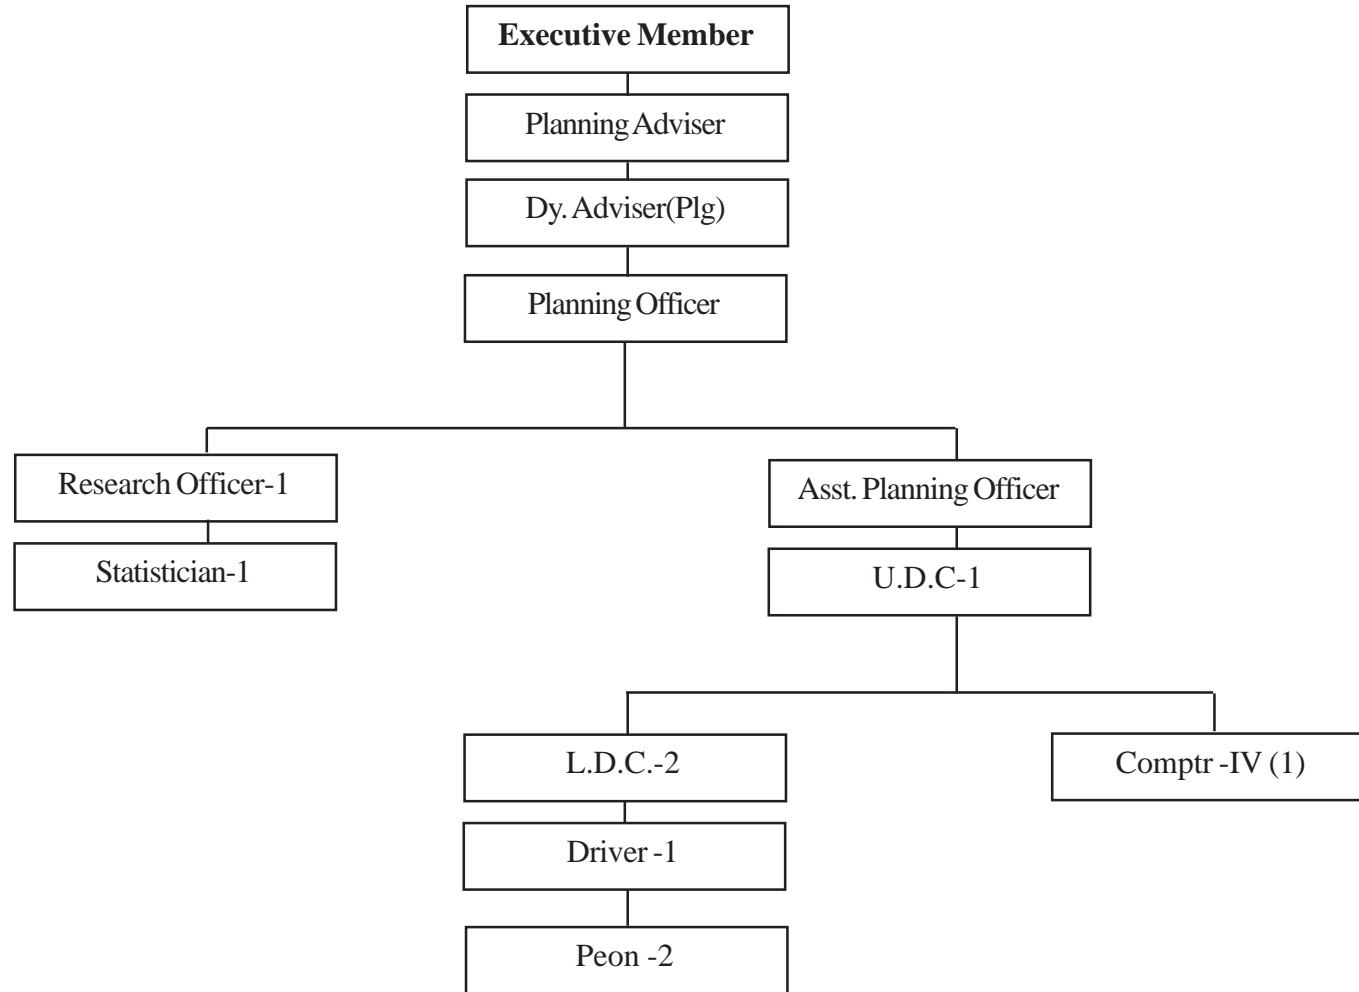 Executive Member
Planning Adviser
Dy. Adviser(Plg)
Planning Officer
Research Officer-1
Asst. Planning Officer
Statistician-1
U.D.C-1
L.D.C.-2
Comptr -IV (1)
Driver -1
Peon -2